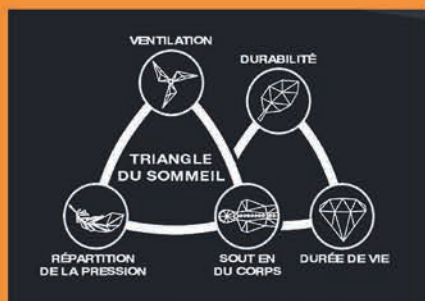 VENTILATION
DURABILITÉ
TRIANGLE
DU SOMMEIL
RÉPARTITION
DE LA PRESSION
SOUT EN
DU CORPS
DURÉE DE VIE